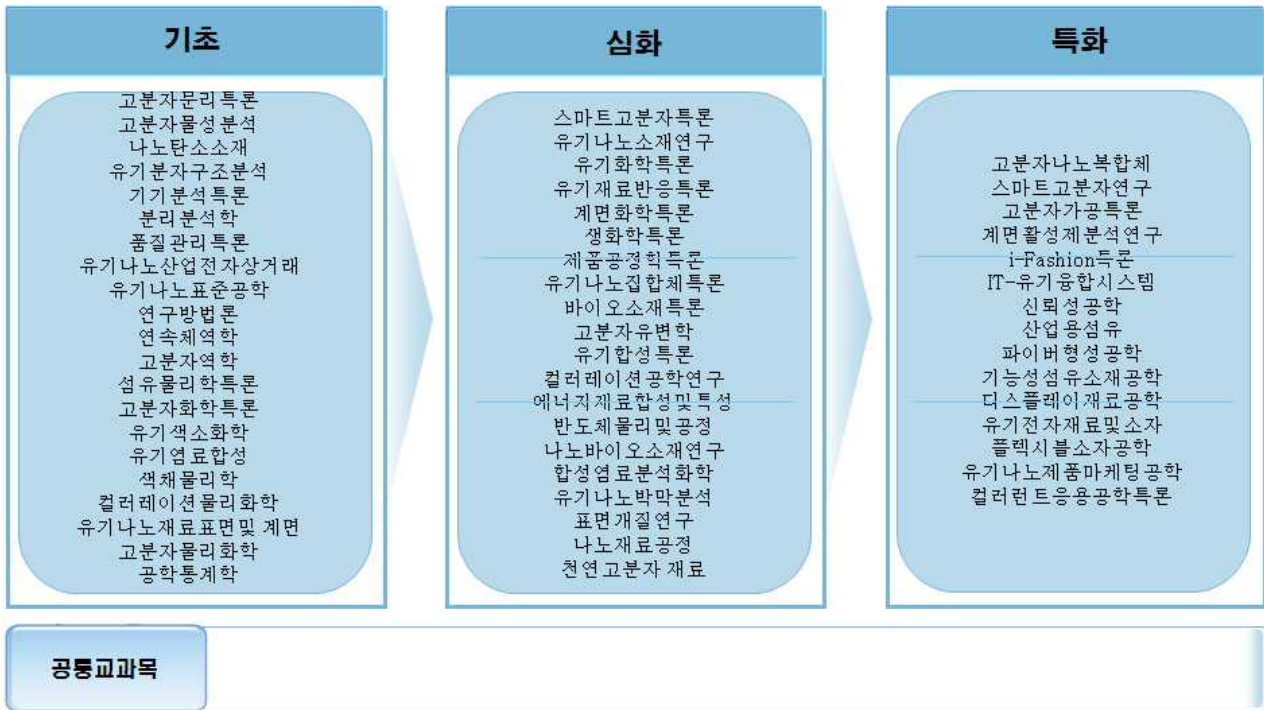 기초
고분자문리특론
고분자물성분석
나노탄소소재
유기분자구조분석
기기분석특론
분리분석학
품질관리특론
유기나노산업전자상거래
유기나노표준공학
연구방법론
연속체역학
고분자역학
섬유물리학특론
고분자화학특론
유기색소화학
유기염료합성
색채물리학
컬러레이션물리화학
유기나노재료표면및 계면
고분자물리화학
공학통계학
심화
스마트고분자특론
유기나노소재연구
유기화학특론
유기재료반응특론
계면화학특론
생화학특론
제품공정학특론
유기나노집합체특론
바이오소재특론
고분자유변학
유기합성특론
컬러레이션공학연구
에너지재료합성및특성
반도체물리및공정
나노바이오소재연구
합성염료분석화학
유기나노박막분석
표면개질연구
나노재료공정
천연고분자 재료
특화
고분자나노복합체
스마트고분자연구
고분자가공특론
계면활성제분석연구
i-Fashion특론
IT-유기융합시스템
신뢰성공학
산업용섬유
파이버형성공학
기능성섬유소재공학
디스플레이재료공학
유기전자재료및소자
플렉시블소자공학
유기나노제품마케팅공학
컬러런트응용공학특론
공통교과목